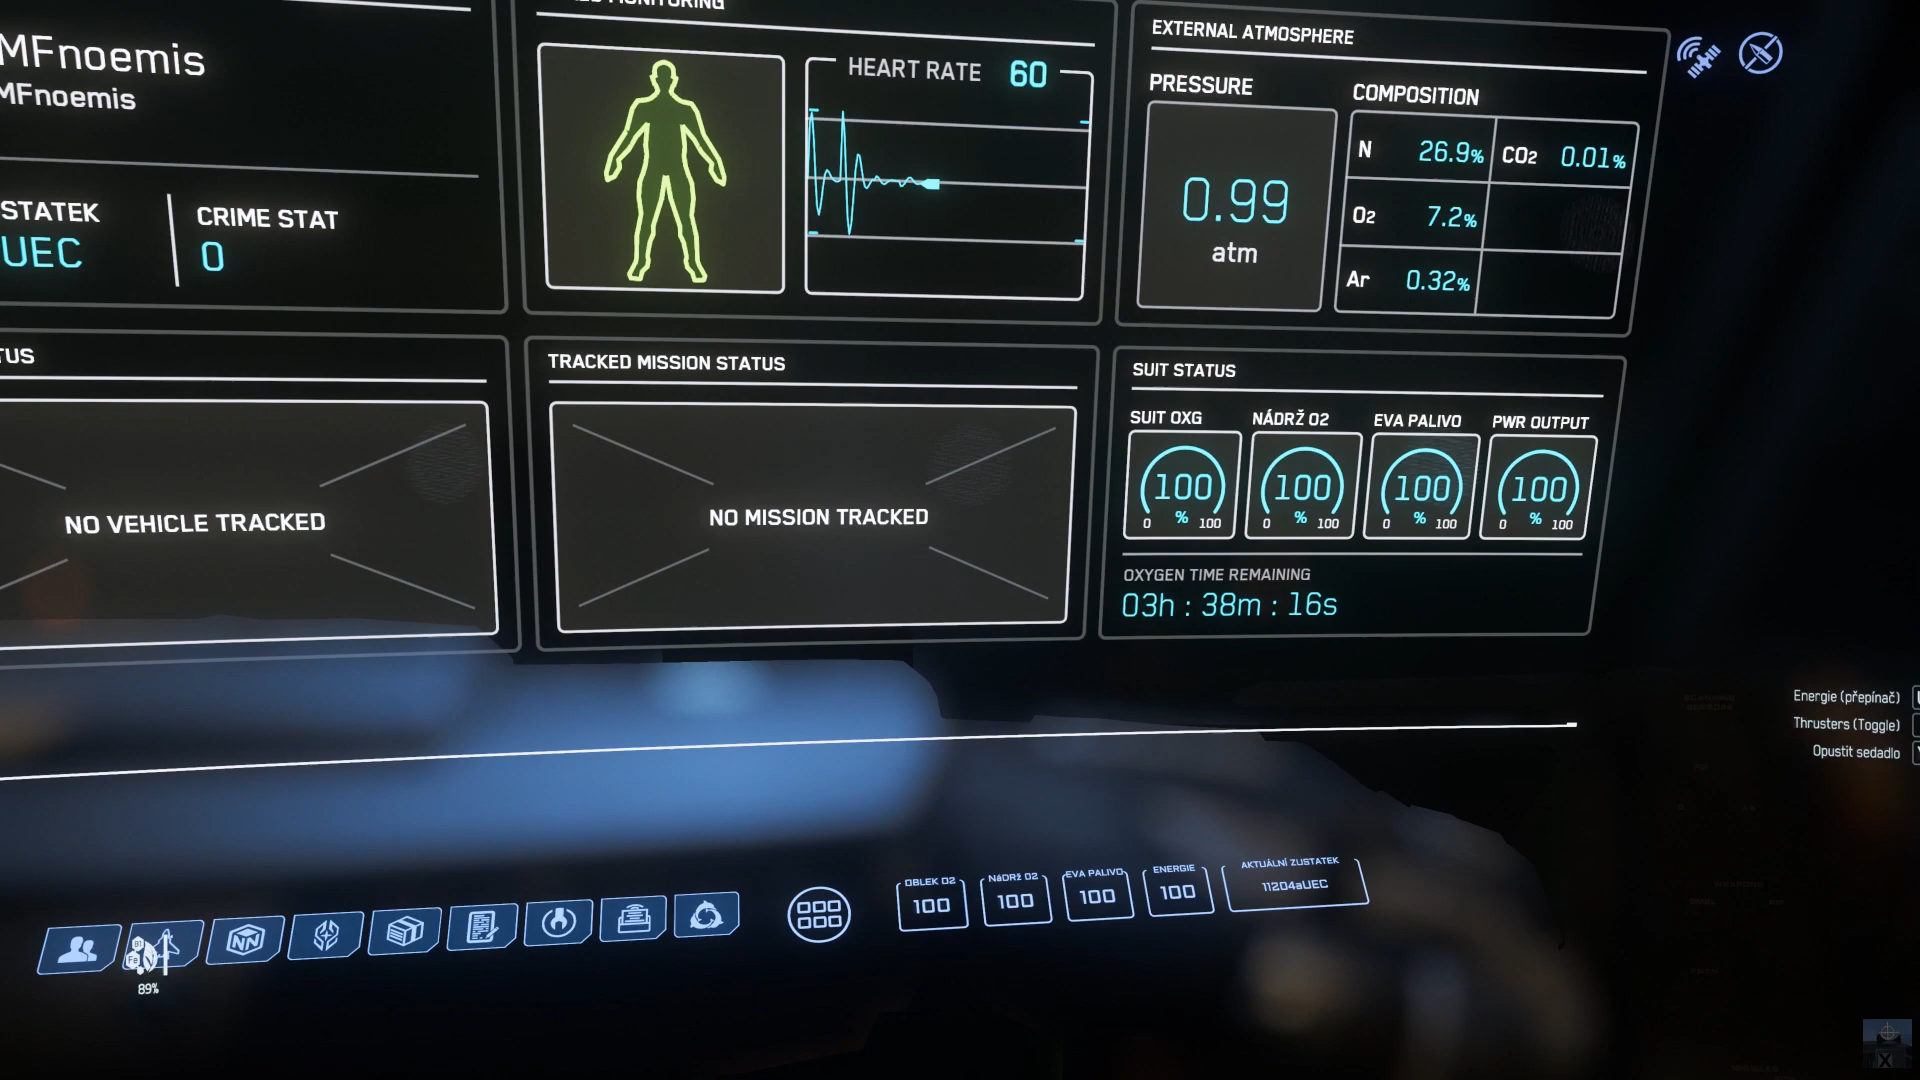 MONITORING
EXTERNAL ATMOSPHERE
MFnoemis
MFnoemis
HEART RATE 60
PRESSURE
COMPOSITION
N 26.9% CO2 0.01%
O2 7.2%
Ar 0.32%
0.99
atm
STATEK
UEC
CRIME STAT
0
TUS
TRACKED MISSION STATUS
SUIT STATUS
NO VEHICLE TRACKED
NO MISSION TRACKED
SUIT OXG NÁDRŽ O2 EVA PALIVO PWR OUTPUT
100 100 100 100
0 % 100 0 % 100 0 % 100 0 % 100
OXYGEN TIME REMAINING
03h : 38m : 16s
Energie (přepínač)
Thrusters (Toggle)
Opustit sedadlo
OBLEK O2 NáDRž O2 EVA PALIVO ENERGIE AKTUÁLNÍ ZUSTATEK
100 100 100 100 11204aUEC
89%